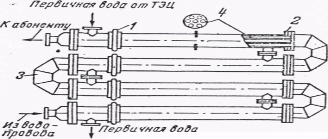 Первичная вода от ТЭЦ
К абоненту
1
4
2
3
Из водо-
провода
Первичная вода